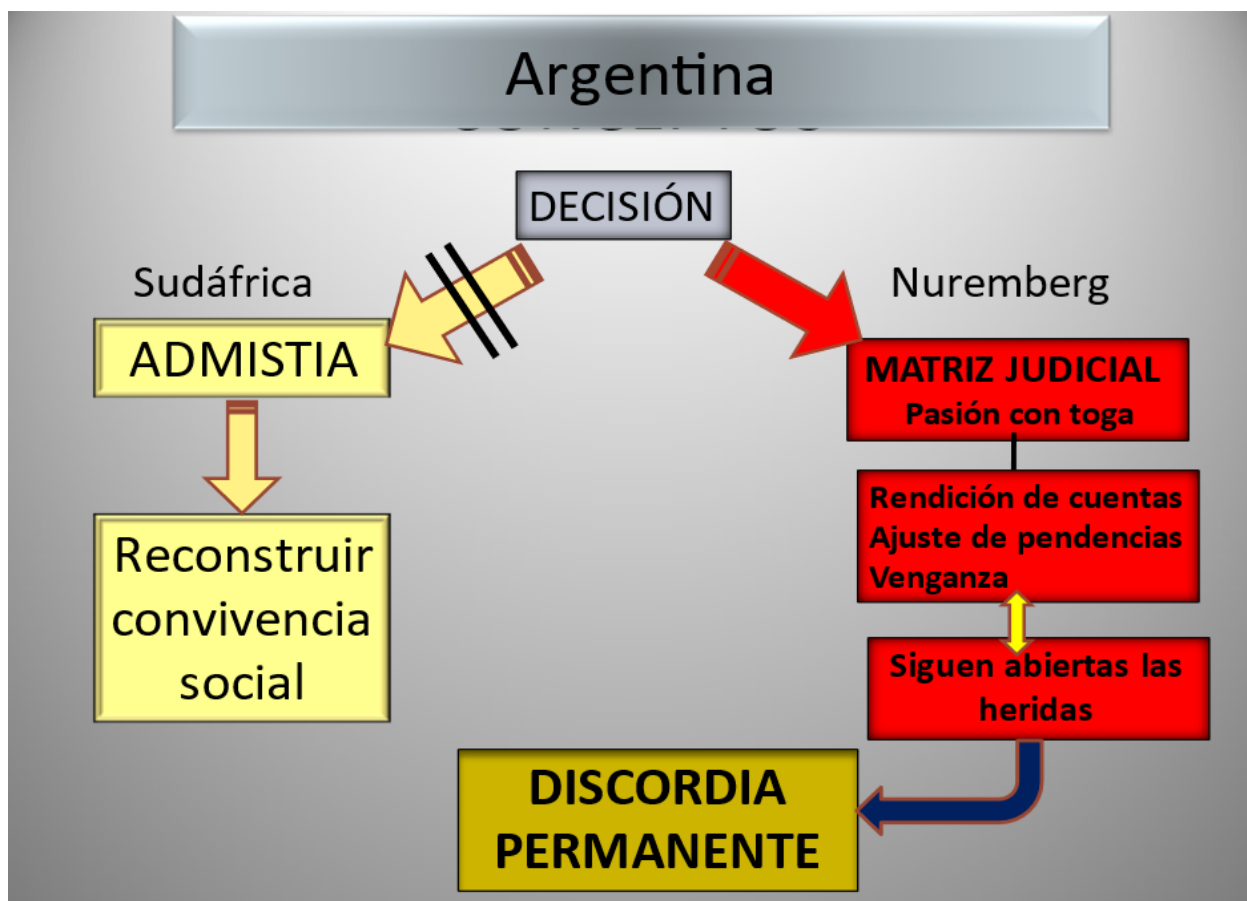 Argentina
DECISIÓN
Sudáfrica
ADMISTIA
Reconstruir
convivencia
social
Nuremberg
MATRIZ JUDICIAL
Pasión con toga
Rendición de cuentas
Ajuste de pendencias
Venganza
Siguen abiertas las
heridas
DISCORDIA
PERMANENTE